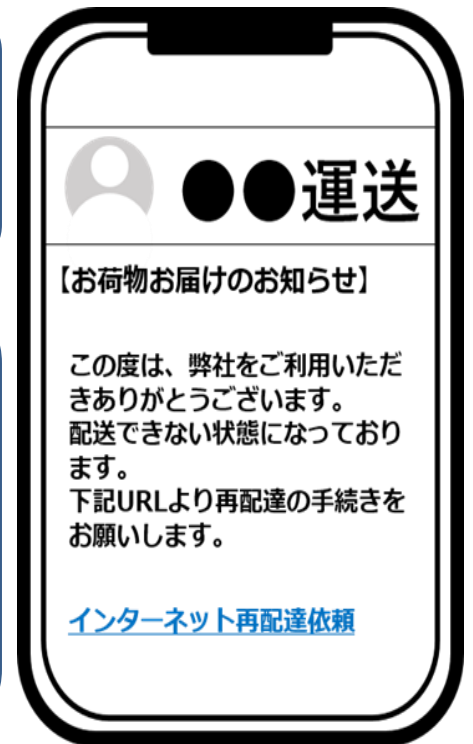 ●●運送
【お荷物お届けのお知らせ】
この度は、弊社をご利用いただ
きありがとうございます。
配送できない状態になっており
ます。
下記URLより再配達の手続きを
お願いします。
インターネット再配達依頼